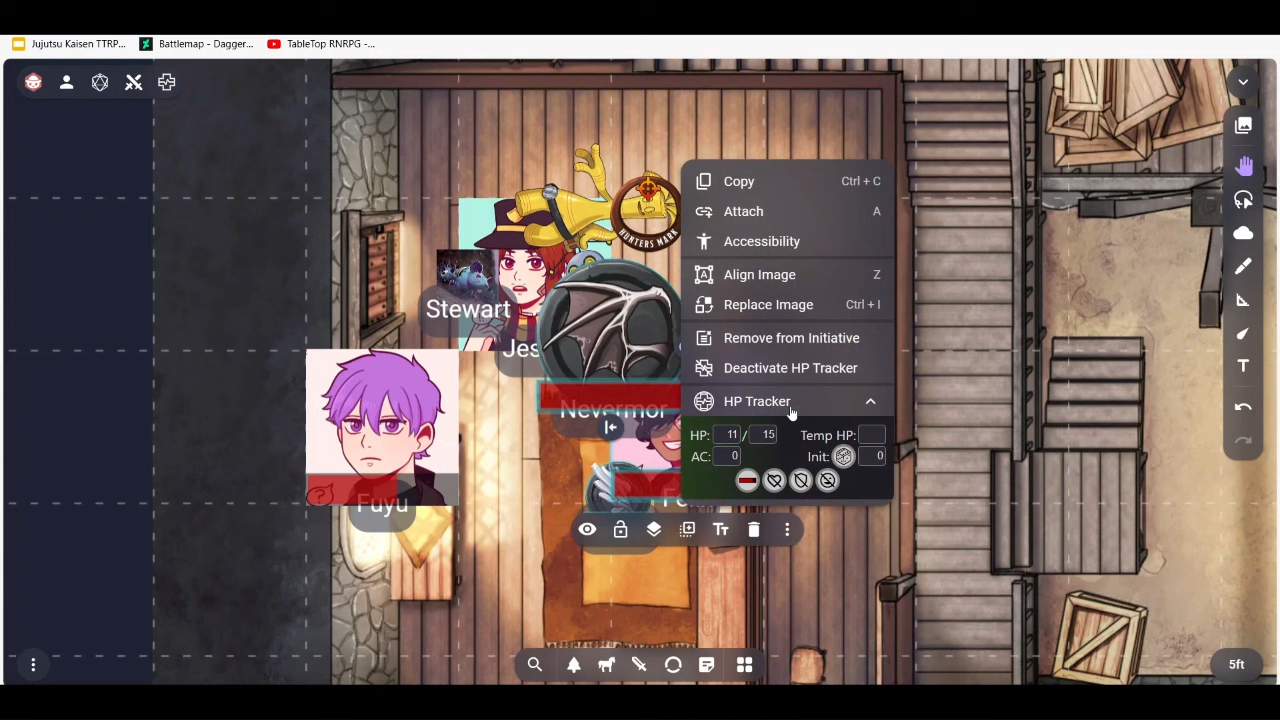 Jujutsu Kaisen TTRP...
Battlemap - Dagger...
TableTop RNRPG -...
Copy
Ctrl + C
Attach
A
Accessibility
Align Image
Z
Replace Image
Ctrl + I
Remove from Initiative
Deactivate HP Tracker
HP Tracker
HP: 11 / 15
Temp HP:
AC: 0
Init: 0
HUNTERS MARK
Stewart
Jes
Nevermor
Fuyu
5ft